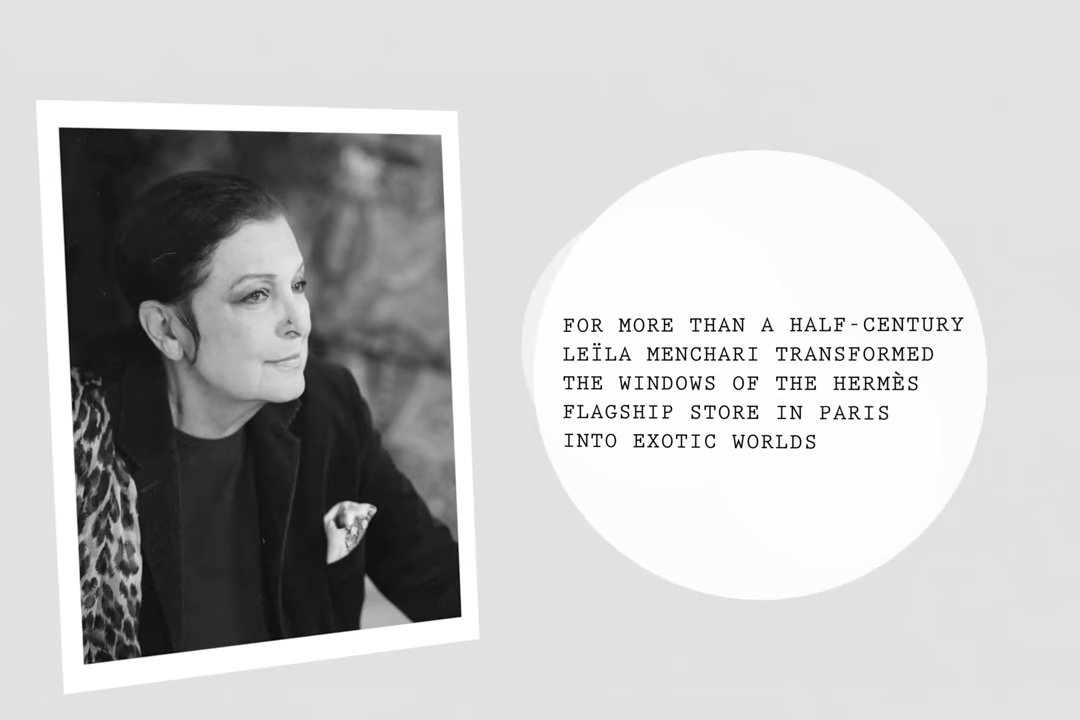 FOR MORE THAN A HALF-CENTURY
LEÏLA MENCHARI TRANSFORMED
THE WINDOWS OF THE HERMÈS
FLAGSHIP STORE IN PARIS
INTO EXOTIC WORLDS